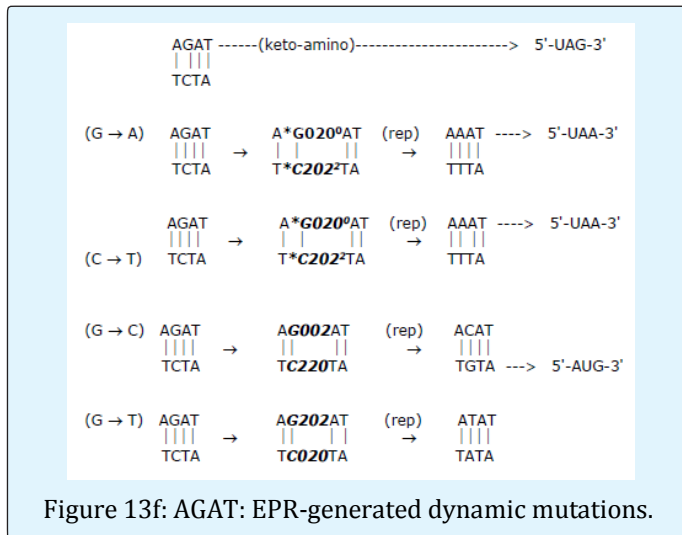 AGAT ------(keto-amino)-----------------------> 5'-UAG-3'
| |||
TCTA
(G → A) AGAT A*G020⁰AT (rep) AAAT ----> 5'-UAA-3'
|||| → | | || → ||||
TCTA T*C202²TA TTTA
AGAT A*G020⁰AT (rep) AAAT ----> 5'-UAA-3'
|||| → | | || → || ||
(C → T) TCTA T*C202²TA TTTA
(G → C) AGAT AG002AT (rep) ACAT
|||| → || || → ||||
TCTA TC220TA TGTA ---> 5'-AUG-3'
(G → T) AGAT AG202AT (rep) ATAT
|||| → || || → ||||
TCTA TC020TA TATA
Figure 13f: AGAT: EPR-generated dynamic mutations.